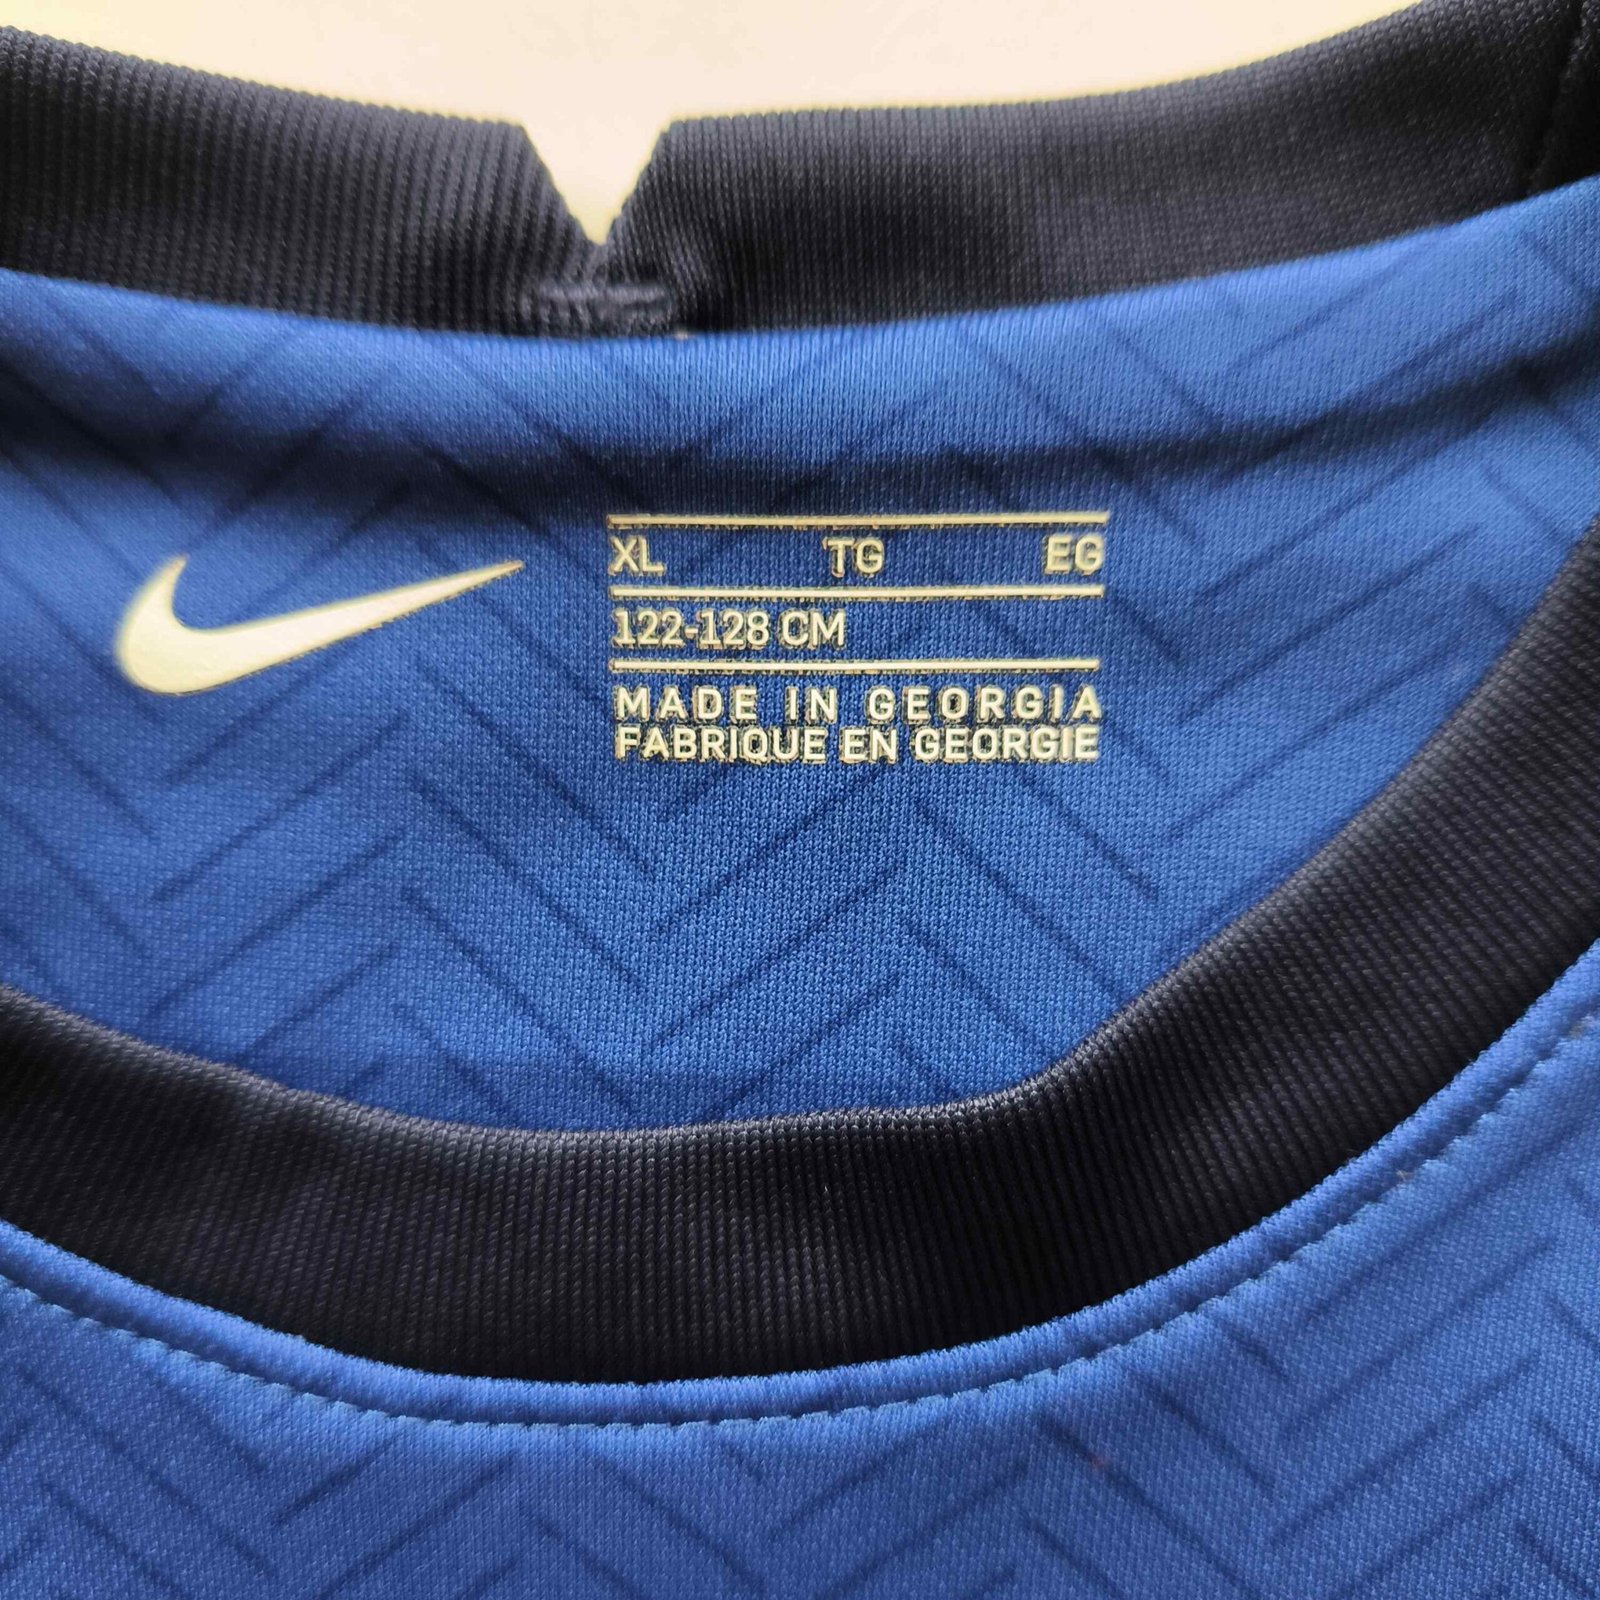 XL TG EG
122-128 CM
MADE IN GEORGIA
FABRIQUE EN GEORGIE